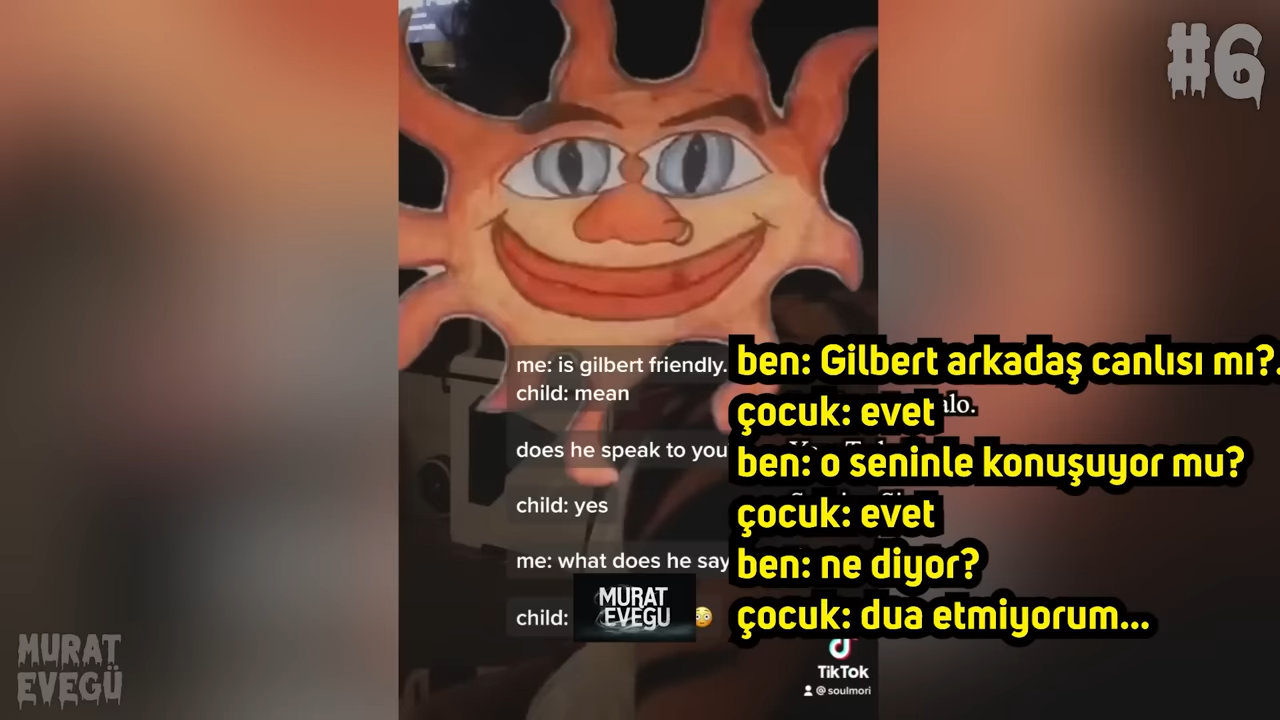 #6
me: is gilbert friendly.
child: mean
does he speak to you
child: yes
me: what does he say
child:
MURAT
EVEGÜ
😳
ben: Gilbert arkadaş canlısı mı?.
çocuk: evet
alo.
ben: o seninle konuşuyor mu?
çocuk: evet
ben: ne diyor?
çocuk: dua etmiyorum...
TikTok
@soulmori
MURAT
EVEGÜ